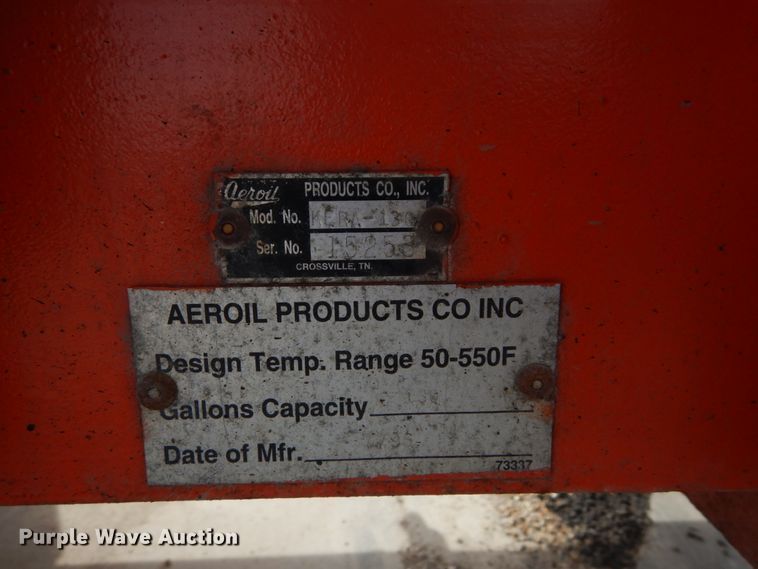 Aeroil PRODUCTS CO., INC.
Mod. No.
Ser. No. 15255
CROSSVILLE, TN.
AEROIL PRODUCTS CO INC
Design Temp. Range 50-550F
Gallons Capacity
Date of Mfr.
73337
Purple Wave Auction